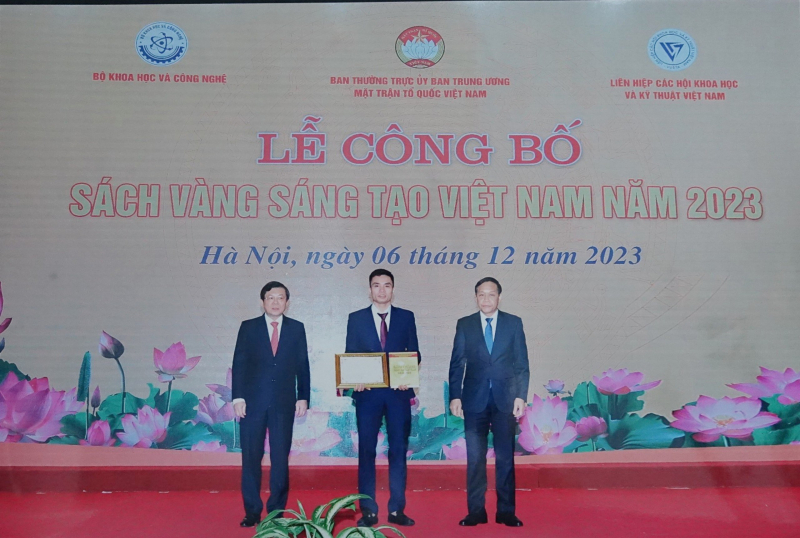 BỘ KHOA HỌC VÀ CÔNG NGHỆ
BAN THƯỜNG TRỰC ỦY BAN TRUNG ƯƠNG
MẶT TRẬN TỔ QUỐC VIỆT NAM
LIÊN HIỆP CÁC HỘI KHOA HỌC
VÀ KỸ THUẬT VIỆT NAM
LỄ CÔNG BỐ
SÁCH VÀNG SÁNG TẠO VIỆT NAM NĂM 2023
Hà Nội, ngày 06 tháng 12 năm 2023